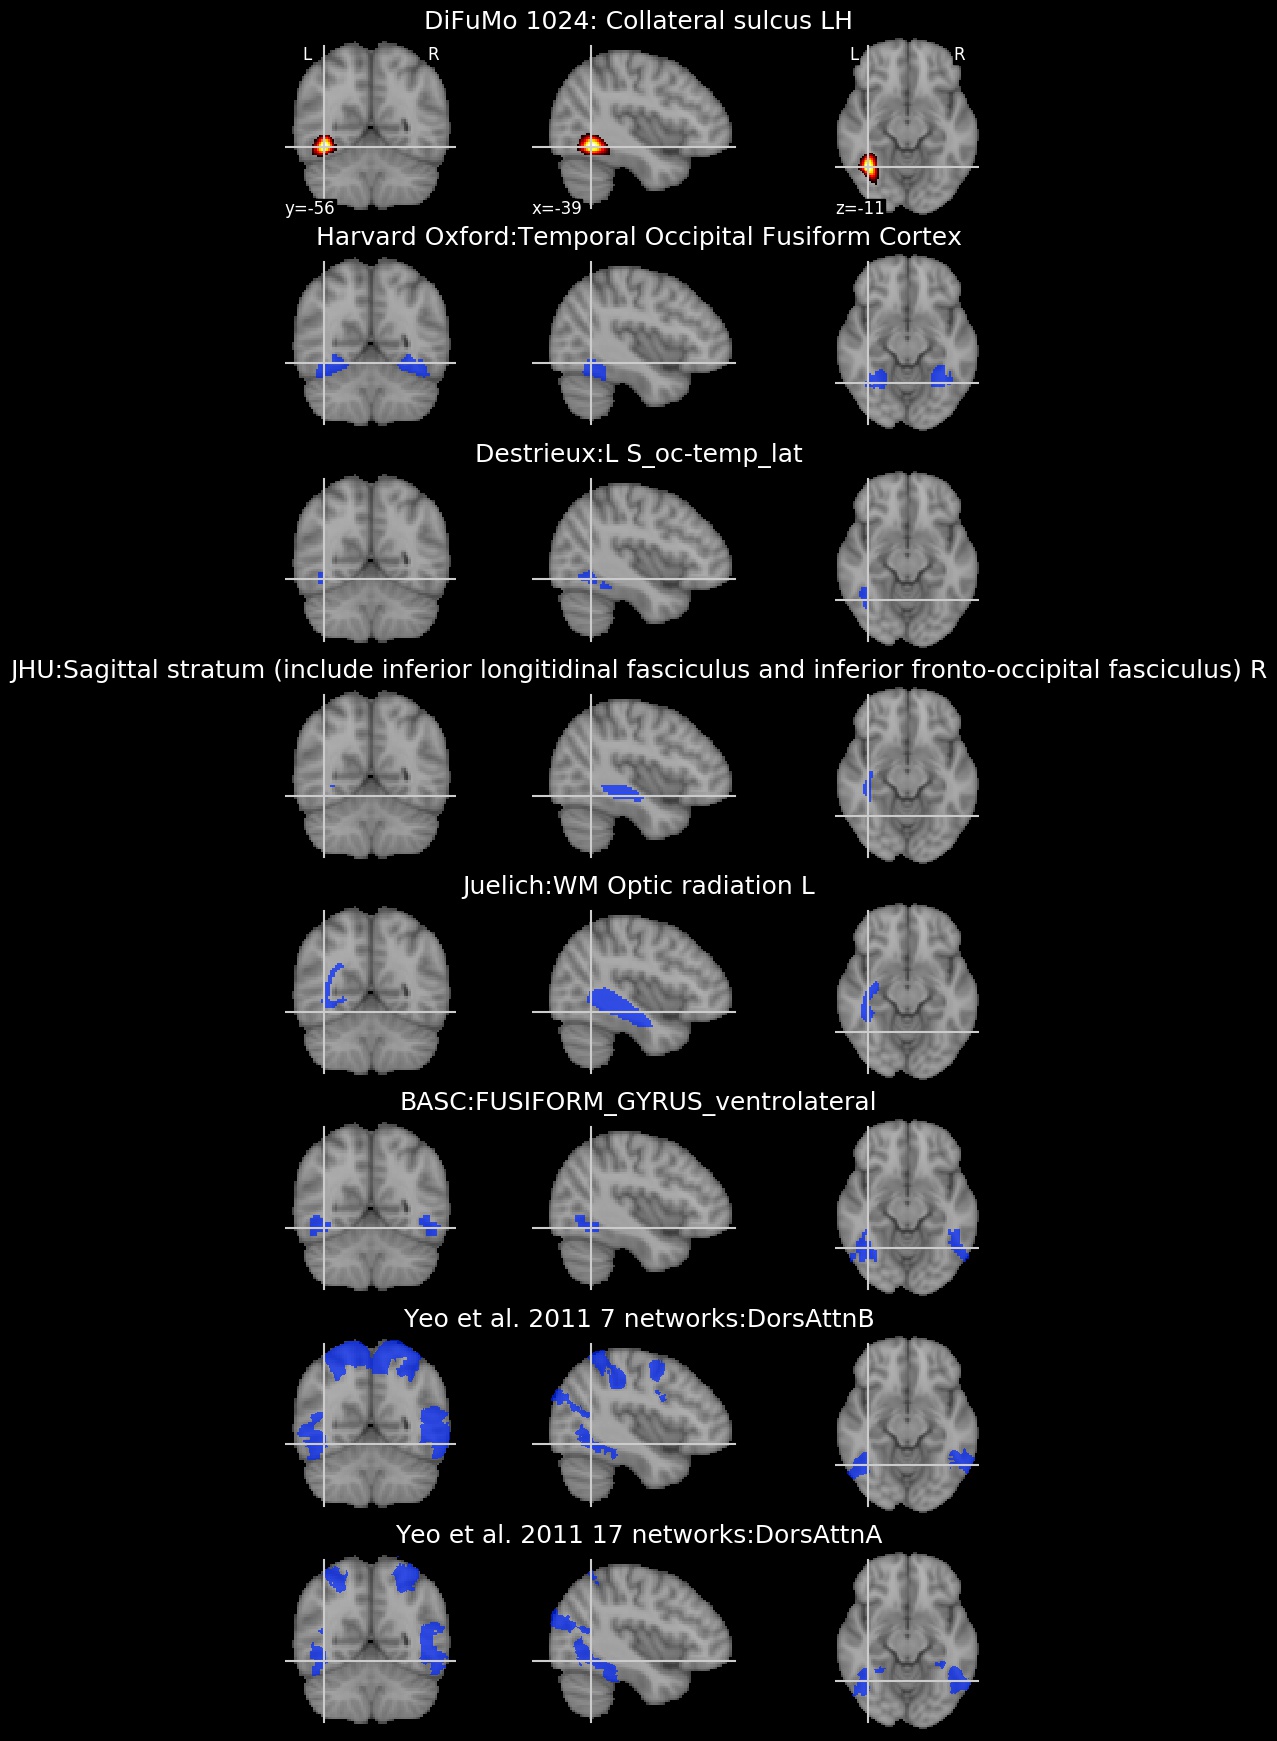 DiFuMo 1024: Collateral sulcus LH
L R L R
y=-56 x=-39 z=-11
Harvard Oxford:Temporal Occipital Fusiform Cortex
Destrieux:L S_oc-temp_lat
JHU:Sagittal stratum (include inferior longitidinal fasciculus and inferior fronto-occipital fasciculus) R
Juelich:WM Optic radiation L
BASC:FUSIFORM_GYRUS_ventrolateral
Yeo et al. 2011 7 networks:DorsAttnB
Yeo et al. 2011 17 networks:DorsAttnA